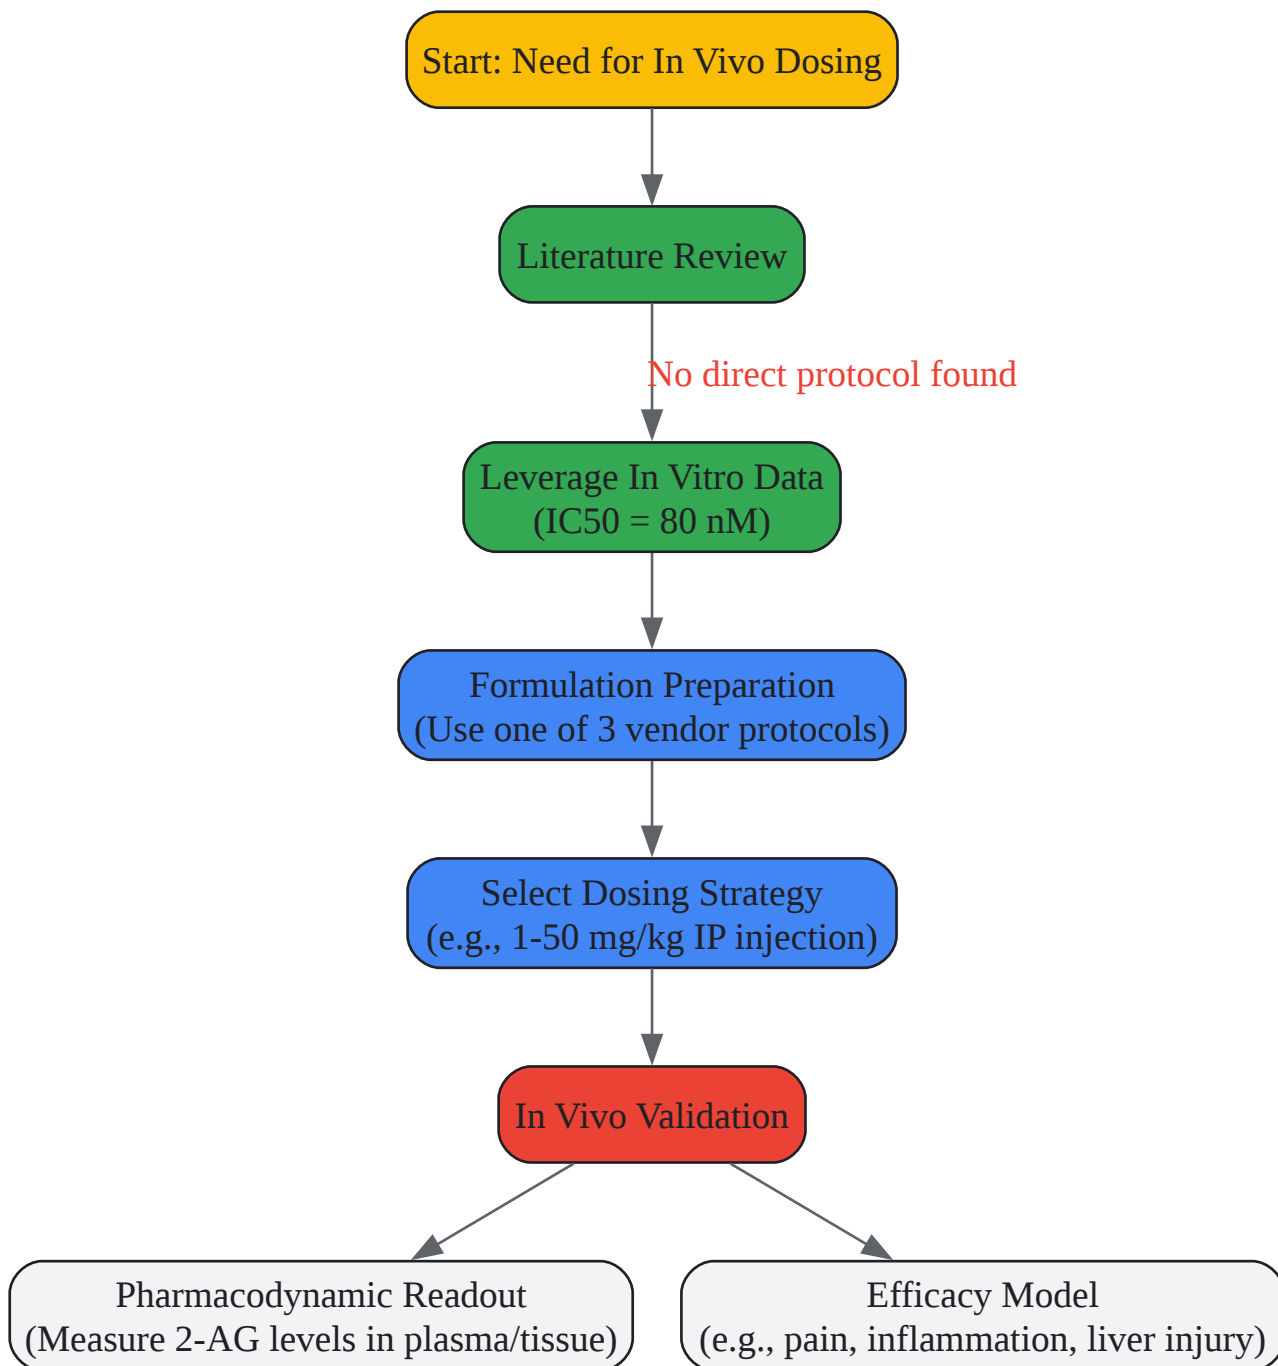 Start: Need for In Vivo Dosing
Literature Review
No direct protocol found
Leverage In Vitro Data
(IC50 = 80 nM)
Formulation Preparation
(Use one of 3 vendor protocols)
Select Dosing Strategy
(e.g., 1-50 mg/kg IP injection)
In Vivo Validation
Pharmacodynamic Readout
(Measure 2-AG levels in plasma/tissue)
Efficacy Model
(e.g., pain, inflammation, liver injury)